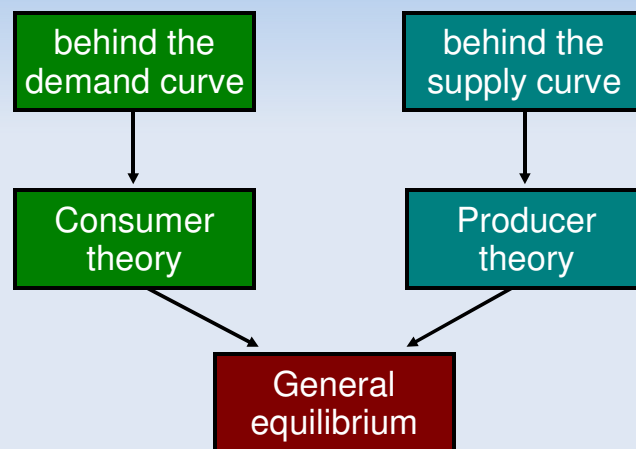 behind the
demand curve
behind the
supply curve
Consumer
theory
Producer
theory
General
equilibrium